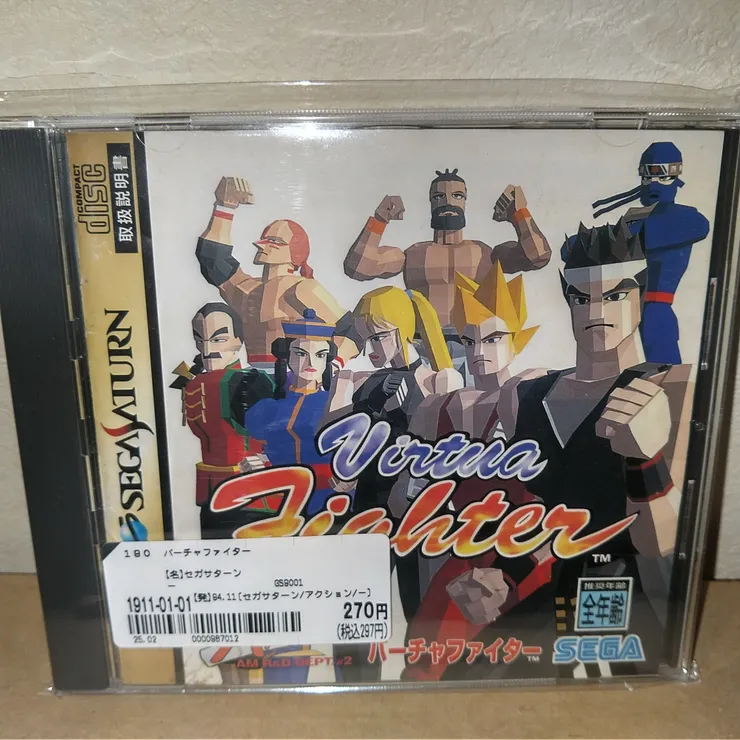 COMPACT
disc
取扱説明書
SEGA SATURN
Virtua
Fighter
TM
190 バーチャファイター
【名】セガサターン
ー GS9001
1911-01-01 【発】94.11[セガサターン/アクション/ー]
270円
(税込297円)
25.02 0000987012
推奨年齢
全年齢
AM R&D DEPT.#2
バーチャファイター TM
SEGA